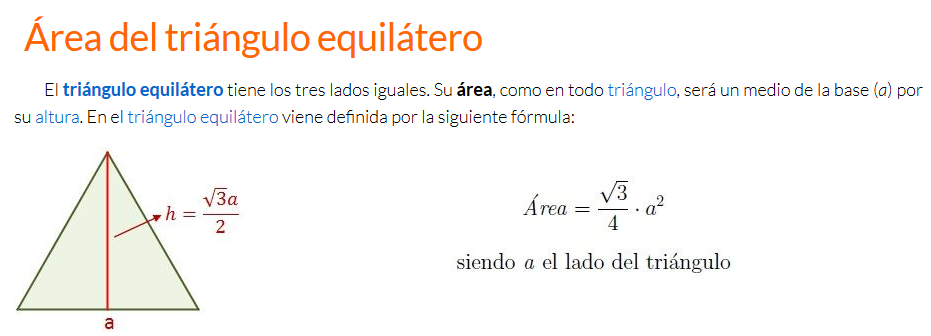 Área del triángulo equilátero
El triángulo equilátero tiene los tres lados iguales. Su área, como en todo triángulo, será un medio de la base (a) por
su altura. En el triángulo equilátero viene definida por la siguiente fórmula:
h = √3a / 2
a
Área = √3 / 4 · a²
siendo a el lado del triángulo